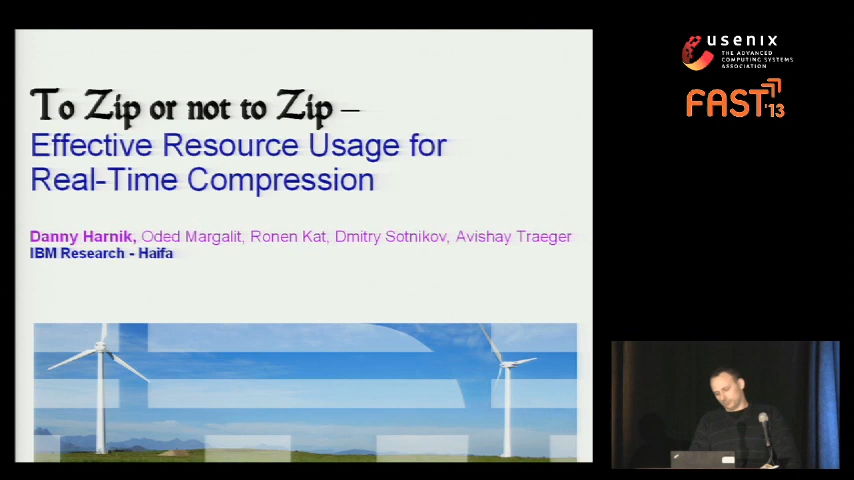 To Zip or not to Zip –
Effective Resource Usage for
Real-Time Compression
Danny Harnik, Oded Margalit, Ronen Kat, Dmitry Sotnikov, Avishay Traeger
IBM Research - Haifa
usenix
THE ADVANCED
COMPUTING SYSTEMS
ASSOCIATION
FAST '13